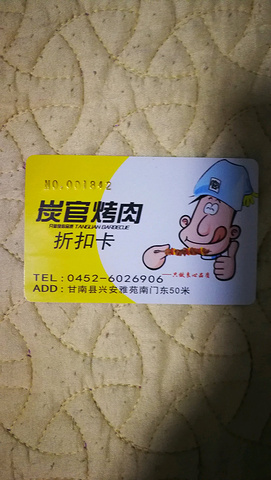 NO.001842
炭官烤肉
TANGUAN BARBECUE
折扣卡
TEL：0452-6026906
ADD：甘南县兴安雅苑南门东50米